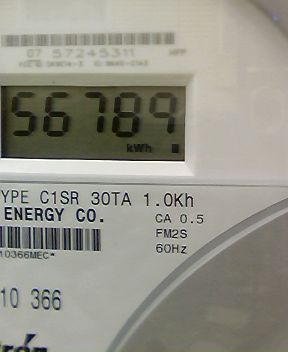 07 57245311
56789
kWh
YPE C1SR 30TA 1.0Kh
ENERGY CO.
CA 0.5
FM2S
60Hz
10366MEC*
10 366